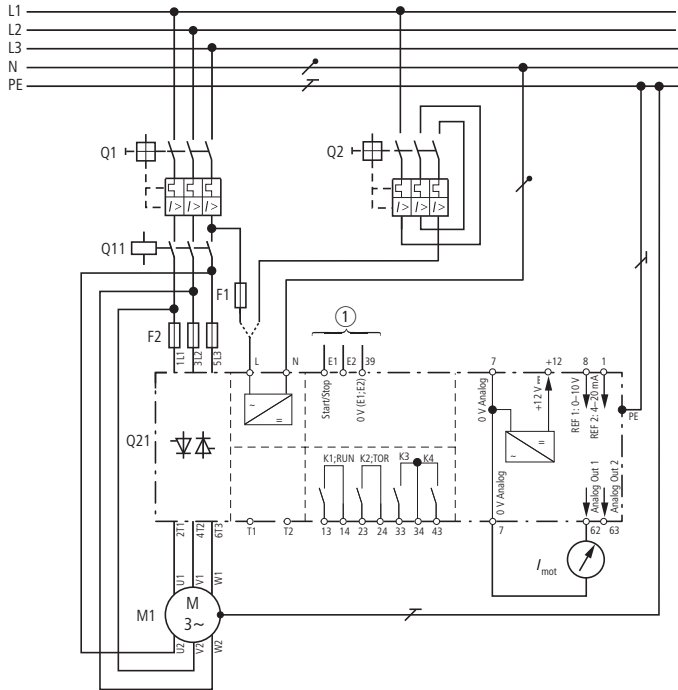 L1
L2
L3
N
PE
Q1
Q2
I> I> I>
I> I> I>
Q11
F1
F2
1L1
3L2
5L3
1
L
N
E1
E2
39
7
+12
8
1
Start/Stop
0 V (E1;E2)
0 V Analog
+12 V
REF 1: 0–10 V
REF 2: 4–20 mA
PE
~
=
~
=
Q21
K1;RUN
K2;TOR
K3
K4
0 V Analog
Analog Out 1
Analog Out 2
2T1
4T2
6T3
T1
T2
13
14
23
24
33
34
43
7
62
63
I mot
U1
V1
W1
M1
M
3~
U2
V2
W2